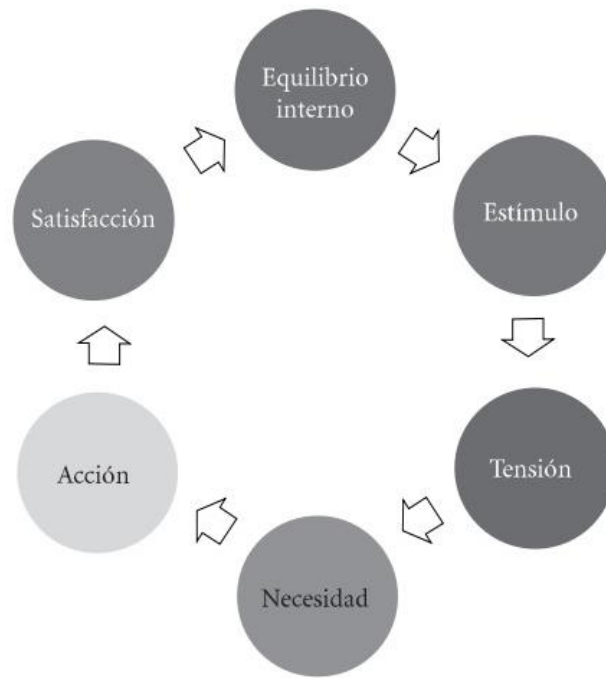 Equilibrio
interno
Estímulo
Tensión
Necesidad
Acción
Satisfacción